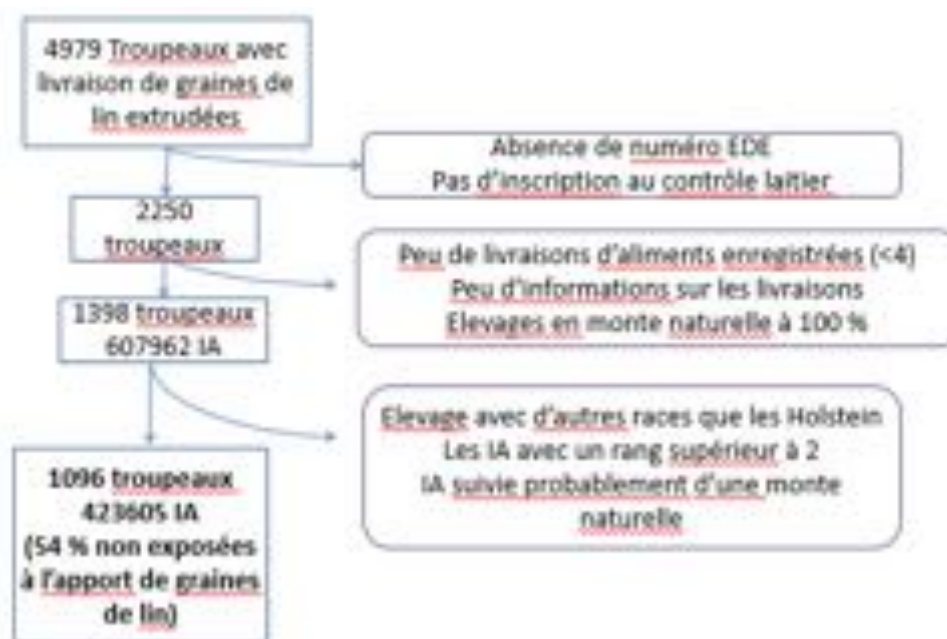 4979 Troupeaux avec
livraison de graines de
lin extrudées
Absence de numéro EDE
Pas d'inscription au contrôle laitier
2250
troupeaux
Peu de livraisons d'aliments enregistrées (<4)
Peu d'informations sur les livraisons
Elevages en monte naturelle à 100 %
1398 troupeaux
607962 IA
Elevage avec d'autres races que les Holstein
Les IA avec un rang supérieur à 2
IA suivie probablement d'une monte
naturelle
1096 troupeaux
423605 IA
(54 % non exposées
à l'apport de graines
de lin)